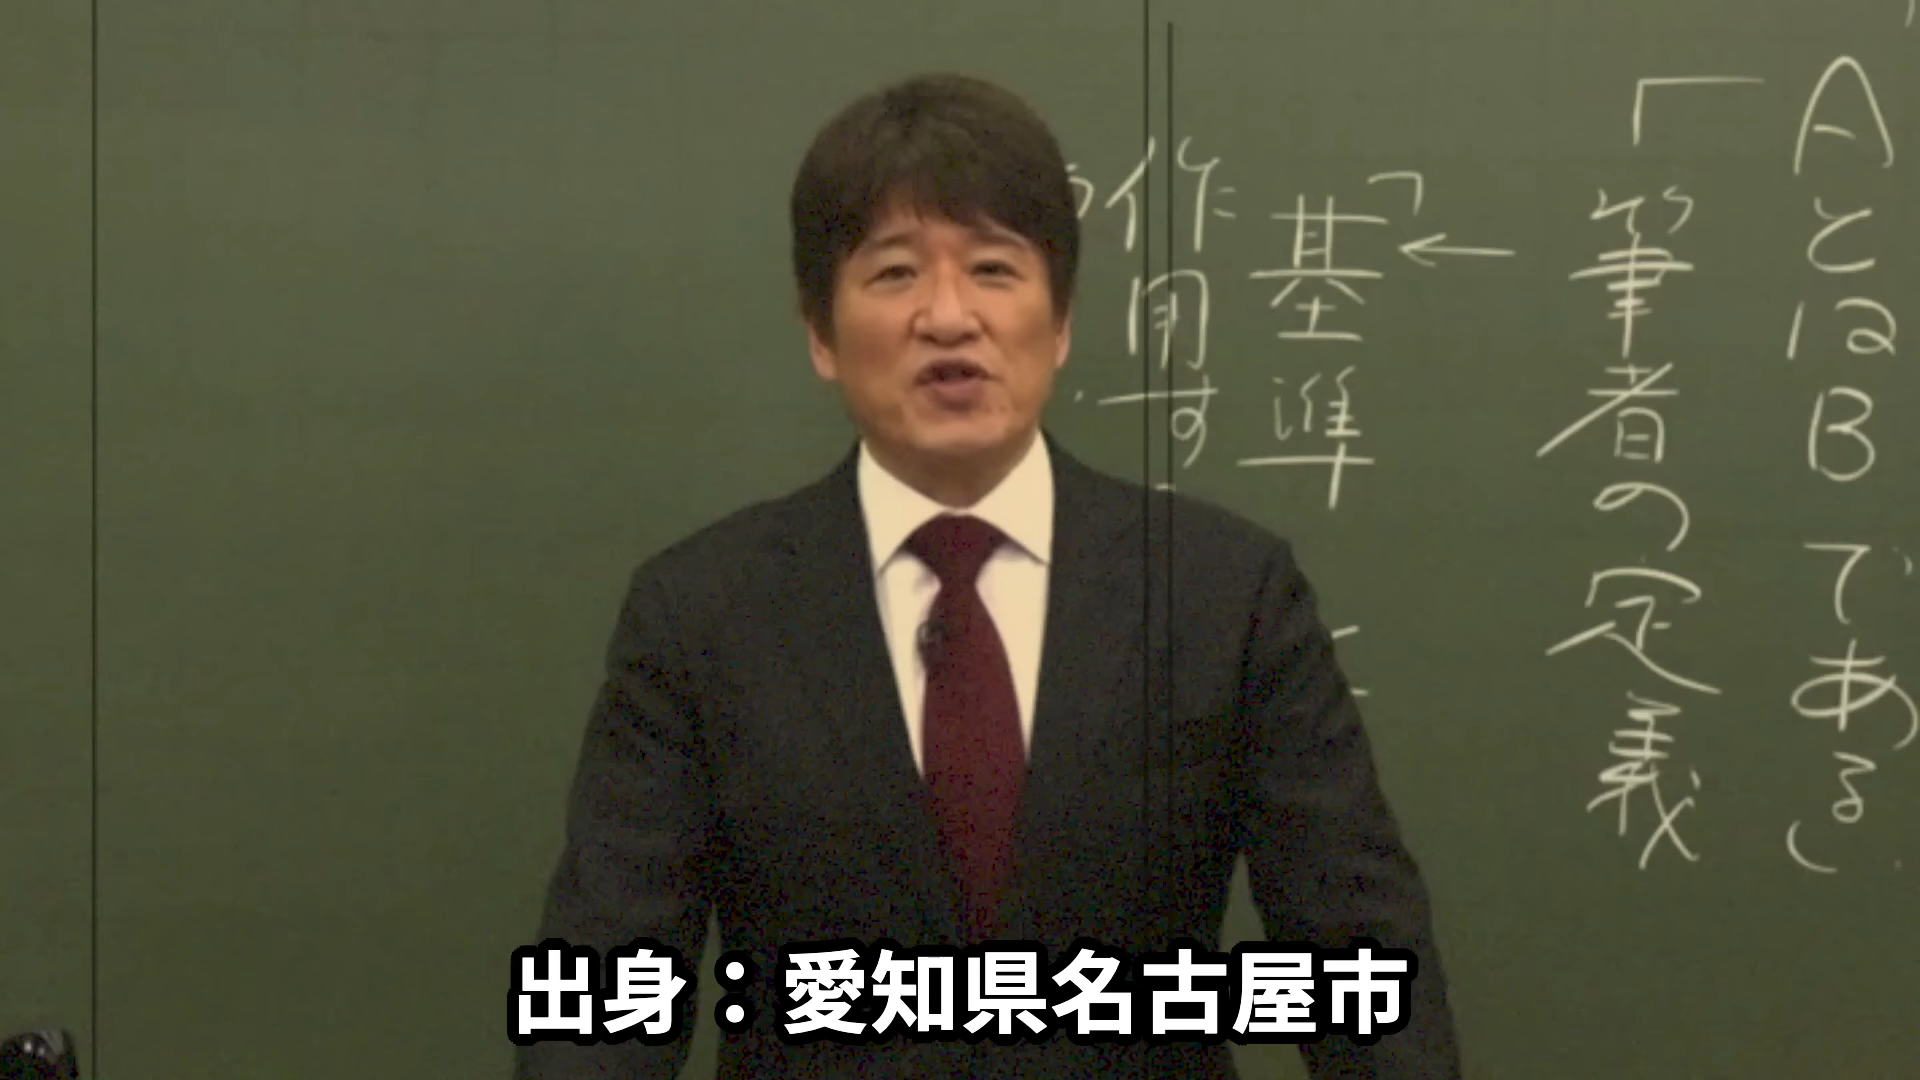 「AとはBである」
「筆者の定義
基準
作用す
出身：愛知県名古屋市